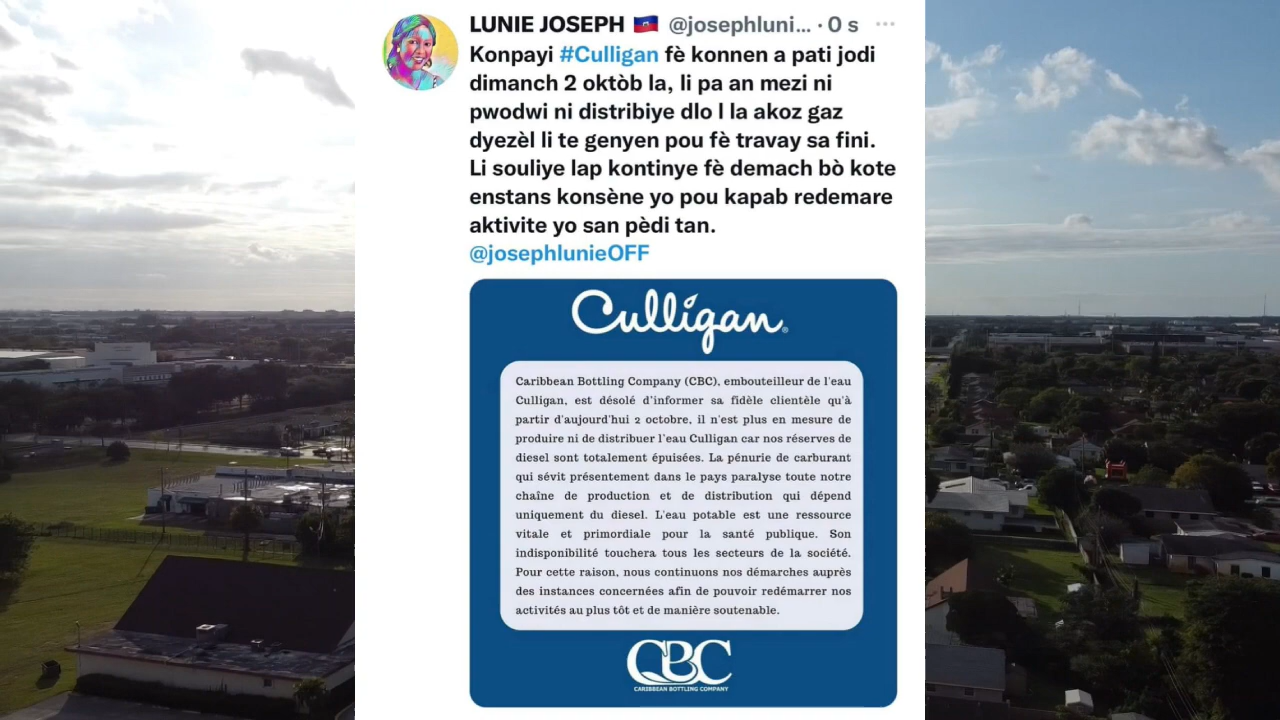 LUNIE JOSEPH 🇭🇹 @josephluni... · 0 s
Konpayi #Culligan fè konnen a pati jodi
dimanch 2 oktòb la, li pa an mezi ni
pwodwi ni distribiye dlo l la akoz gaz
dyezèl li te genyen pou fè travay sa fini.
Li souliye lap kontinye fè demach bò kote
enstans konsène yo pou kapab redemare
aktivite yo san pèdi tan.
@josephlunieOFF
Culligan®
Caribbean Bottling Company (CBC), embouteilleur de l'eau
Culligan, est désolé d'informer sa fidèle clientèle qu'à
partir d'aujourd'hui 2 octobre, il n'est plus en mesure de
produire ni de distribuer l'eau Culligan car nos réserves de
diesel sont totalement épuisées. La pénurie de carburant
qui sévit présentement dans le pays paralyse toute notre
chaîne de production et de distribution qui dépend
uniquement du diesel. L'eau potable est une ressource
vitale et primordiale pour la santé publique. Son
indisponibilité touchera tous les secteurs de la société.
Pour cette raison, nous continuons nos démarches auprès
des instances concernées afin de pouvoir redémarrer nos
activités au plus tôt et de manière soutenable.
CBC
CARIBBEAN BOTTLING COMPANY